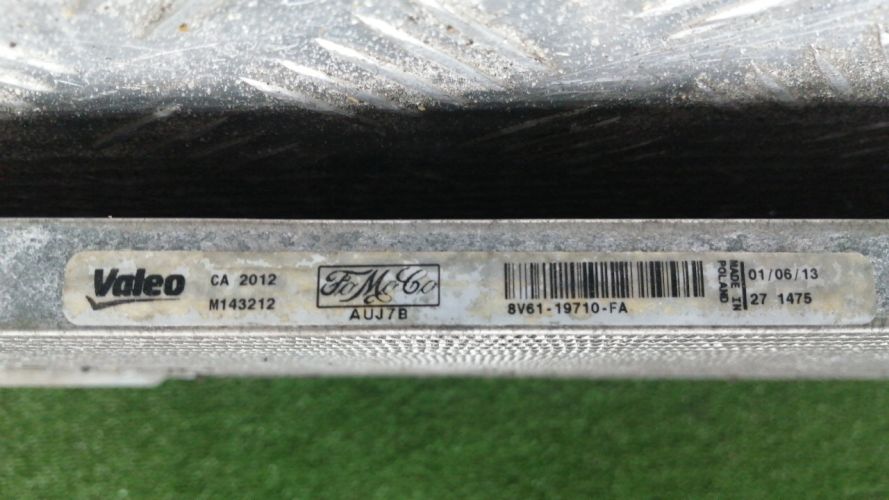 Valeo
CA 2012
M143212
FoMoCo
AUJ7B
8V61-19710-FA
MADE IN
POLAND
01/06/13
27 1475